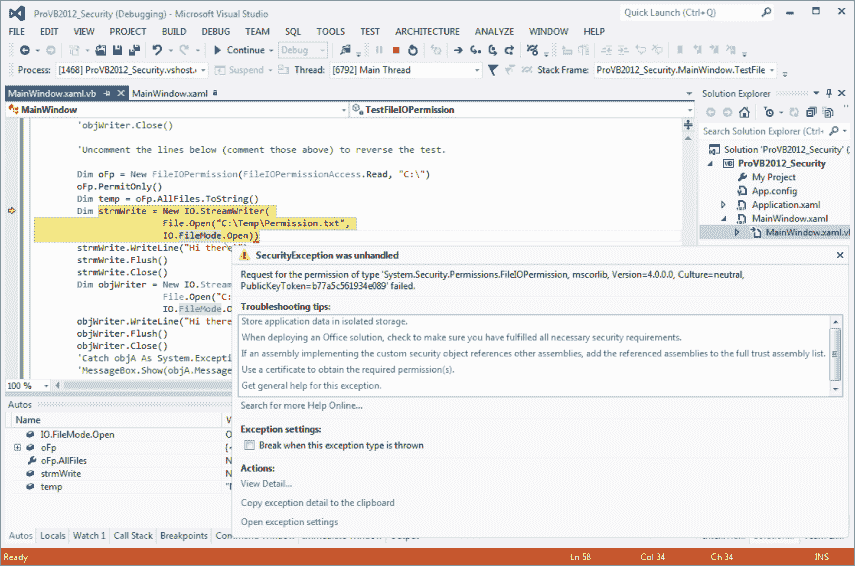 ProVB2012_Security (Debugging) - Microsoft Visual Studio
Quick Launch (Ctrl+Q)
FILE EDIT VIEW PROJECT BUILD DEBUG TEAM SQL TOOLS TEST ARCHITECTURE ANALYZE WINDOW HELP
Continue Debug
Process: [1468] ProVB2012_Security.vshost. Suspend Thread: [6792] Main Thread Stack Frame: ProVB2012_Security.MainWindow.TestFile
MainWindow.xaml.vb MainWindow.xaml
MainWindow TestFileIOPermission
'objWriter.Close()
'Uncomment the lines below (comment those above) to reverse the test.
Dim oFp = New FileIOPermission(FileIOPermissionAccess.Read, "C:\")
oFp.PermitOnly()
Dim temp = oFp.AllFiles.ToString()
Dim strmWrite = New IO.StreamWriter(
File.Open("C:\Temp\Permission.txt",
IO.FileMode.Open))
strmWrite.WriteLine("Hi there!")
strmWrite.Flush()
strmWrite.Close()
Dim objWriter = New IO.Stream
File.Open("C:
IO.FileMode.O
objWriter.WriteLine("Hi there
objWriter.Flush()
objWriter.Close()
'Catch objA As System.Excepti
'MessageBox.Show(objA.Messag
100 %
Solution Explorer
Search Solution Explorer (Ctrl+
Solution 'ProVB2012_Security' (
ProVB2012_Security
My Project
App.config
Application.xaml
MainWindow.xaml
MainWindow.xaml.vb
SecurityException was unhandled
Request for the permission of type 'System.Security.Permissions.FileIOPermission, mscorlib, Version=4.0.0.0, Culture=neutral,
PublicKeyToken=b77a5c561934e089' failed.
Troubleshooting tips:
Store application data in isolated storage.
When deploying an Office solution, check to make sure you have fulfilled all necessary security requirements.
If an assembly implementing the custom security object references other assemblies, add the referenced assemblies to the full trust assembly list.
Use a certificate to obtain the required permission(s).
Get general help for this exception.
Search for more Help Online...
Exception settings:
Break when this exception type is thrown
Actions:
View Detail...
Copy exception detail to the clipboard
Open exception settings
Autos
Name
IO.FileMode.Open
oFp
oFp.AllFiles
strmWrite
temp
Autos Locals Watch 1 Call Stack Breakpoints
Ready Ln 58 Col 34 Ch 34 INS